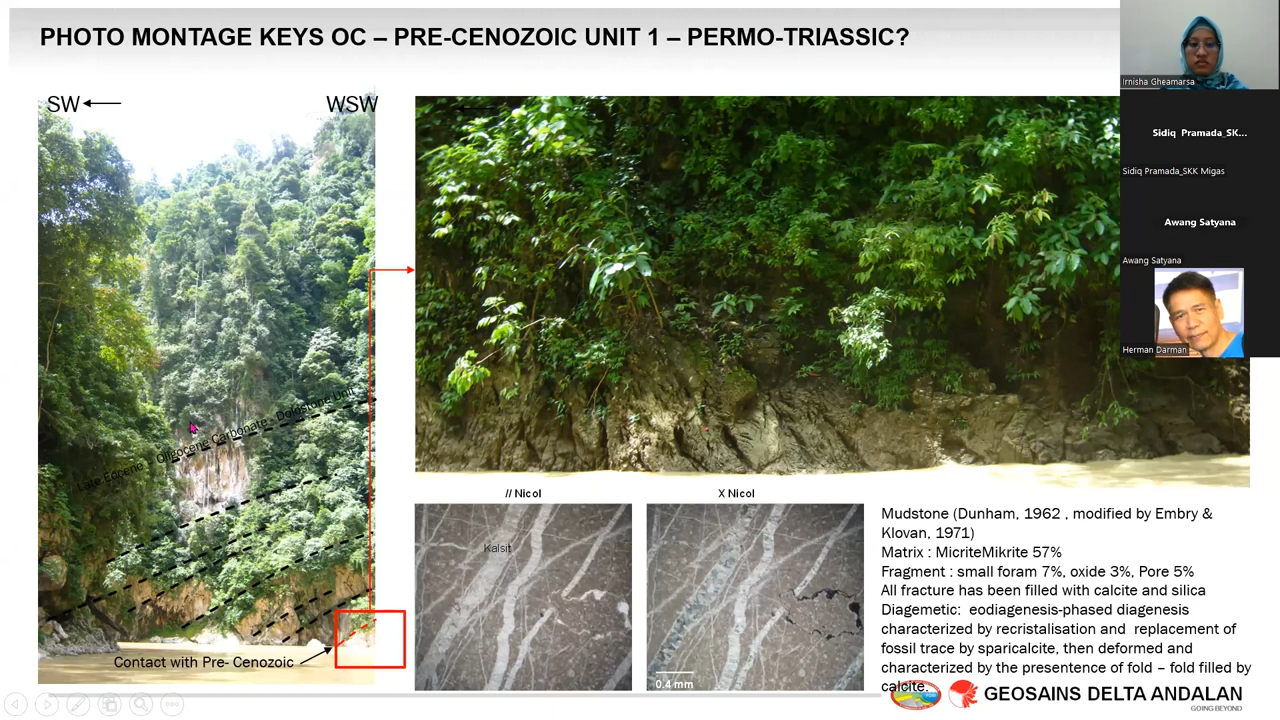 PHOTO MONTAGE KEYS OC – PRE-CENOZOIC UNIT 1 – PERMO-TRIASSIC?
SW
WSW
Late Eocene - Oligocene Carbonate - Dolostone Unit
Contact with Pre- Cenozoic
// Nicol
X Nicol
Kalsit
0.4 mm
Mudstone (Dunham, 1962 , modified by Embry &
Klovan, 1971)
Matrix : MicriteMikrite 57%
Fragment : small foram 7%, oxide 3%, Pore 5%
All fracture has been filled with calcite and silica
Diagemetic:  eodiagenesis-phased diagenesis
characterized by recristalisation and  replacement of
fossil trace by sparicalcite, then deformed and
characterized by the presentence of fold – fold filled by
calcite.
GEOSAINS DELTA ANDALAN
GOING BEYOND
Irnisha Gheamarsa
Sidiq Pramada_SK...
Sidiq Pramada_SKK Migas
Awang Satyana
Awang Satyana
Herman Darman